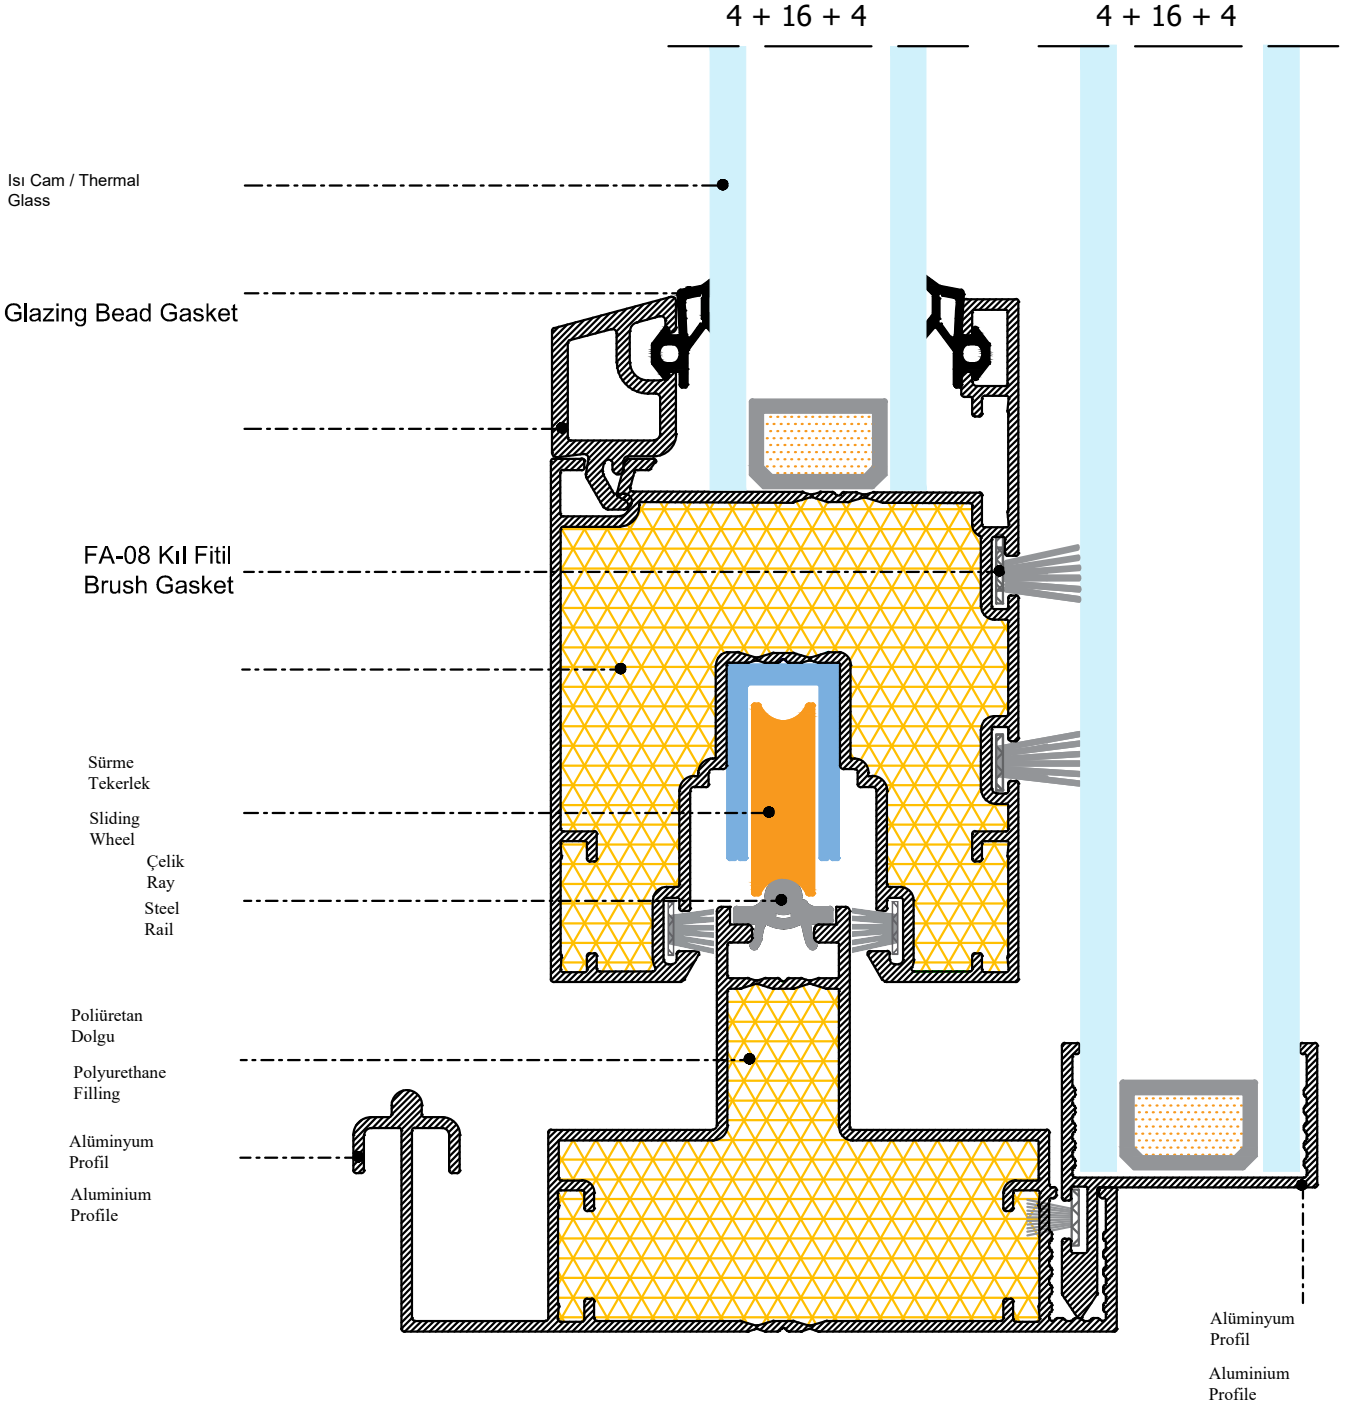 4 + 16 + 4
4 + 16 + 4
Isı Cam / Thermal
Glass
Glazing Bead Gasket
FA-08 Kıl Fitil
Brush Gasket
Sürme
Tekerlek
Sliding
Wheel
Çelik
Ray
Steel
Rail
Poliüretan
Dolgu
Polyurethane
Filling
Alüminyum
Profil
Aluminium
Profile
Alüminyum
Profil
Aluminium
Profile